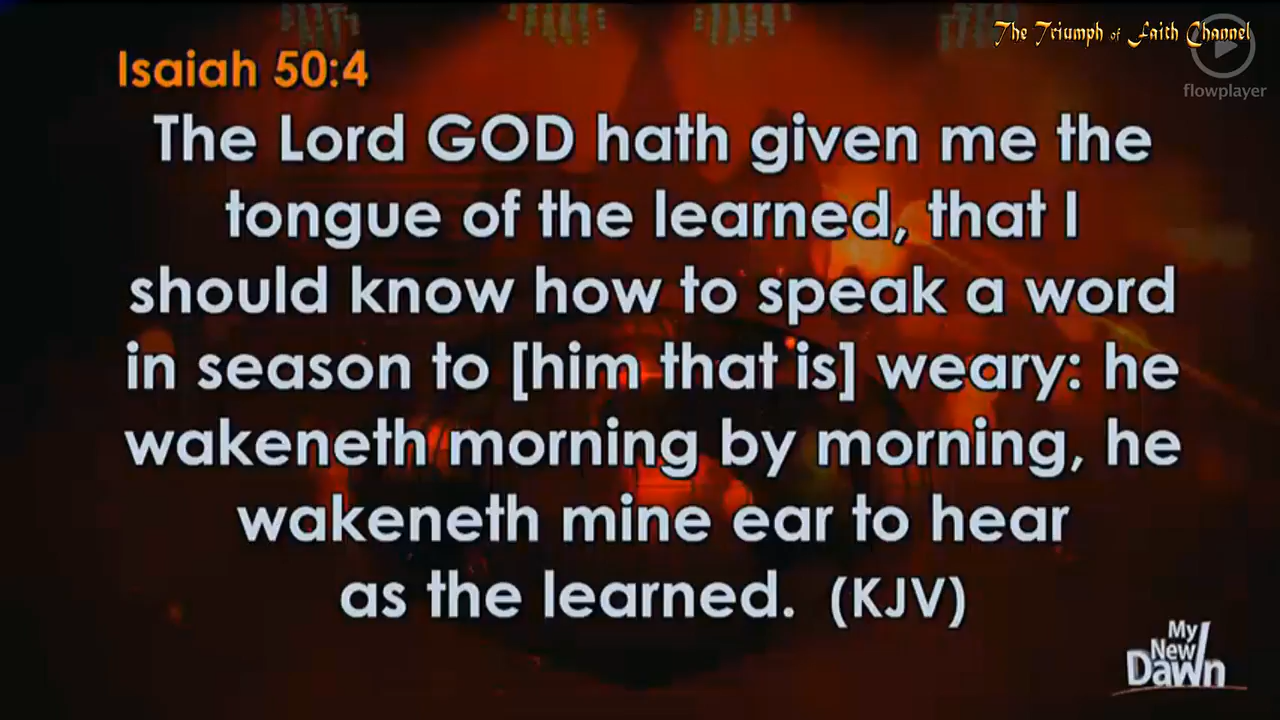 The Triumph of Faith Channel
flowplayer
Isaiah 50:4
The Lord GOD hath given me the
tongue of the learned, that I
should know how to speak a word
in season to [him that is] weary: he
wakeneth morning by morning, he
wakeneth mine ear to hear
as the learned. (KJV)
My
New
Dawn